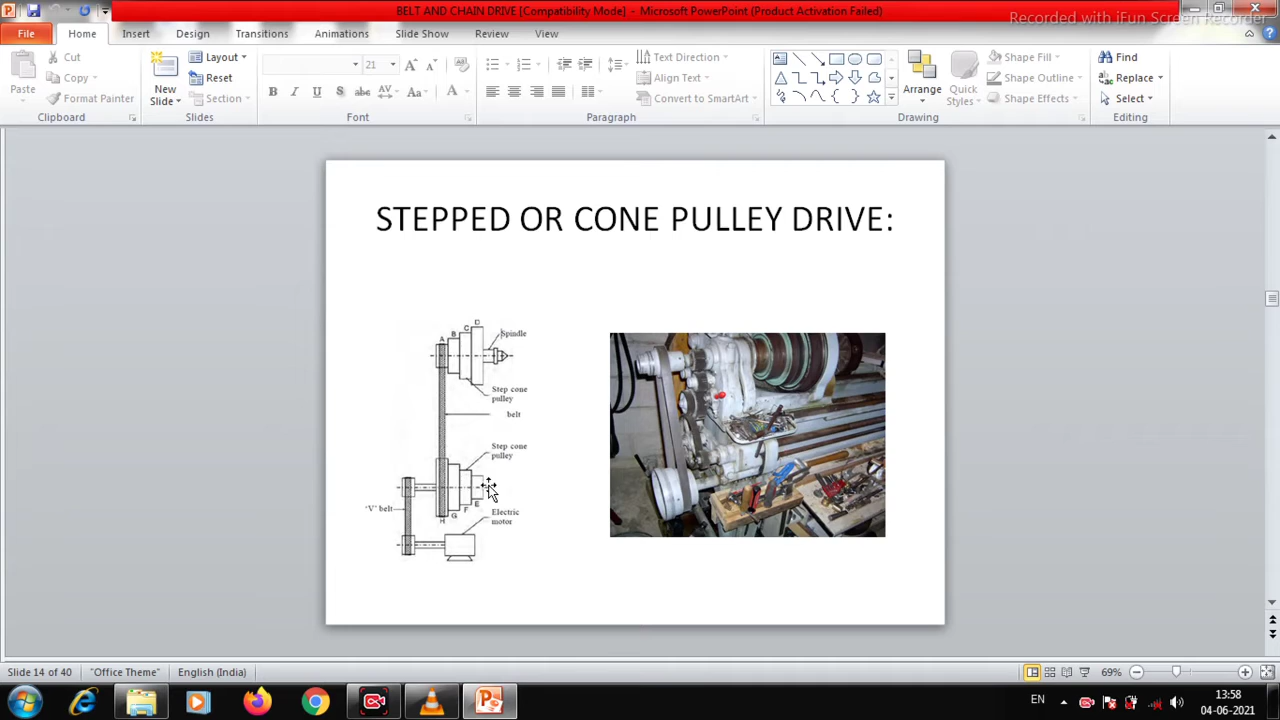 BELT AND CHAIN DRIVE [Compatibility Mode] - Microsoft PowerPoint (Product Activation Failed)
Recorded with iFun Screen Recorder
File Home Insert Design Transitions Animations Slide Show Review View
Cut
Copy
Format Painter
Paste
Clipboard
New
Slide
Layout
Reset
Section
Slides
21
B I U S abc AV Aa A
Font
Text Direction
Align Text
Convert to SmartArt
Paragraph
Arrange
Quick
Styles
Shape Fill
Shape Outline
Shape Effects
Drawing
Find
Replace
Select
Editing
STEPPED OR CONE PULLEY DRIVE:
D
C
B
A
Spindle
Step cone
pulley
belt
Step cone
pulley
E
F
G
H
'V' belt
Electric
motor
Slide 14 of 40 "Office Theme" English (India) 69%
EN
13:58
04-06-2021